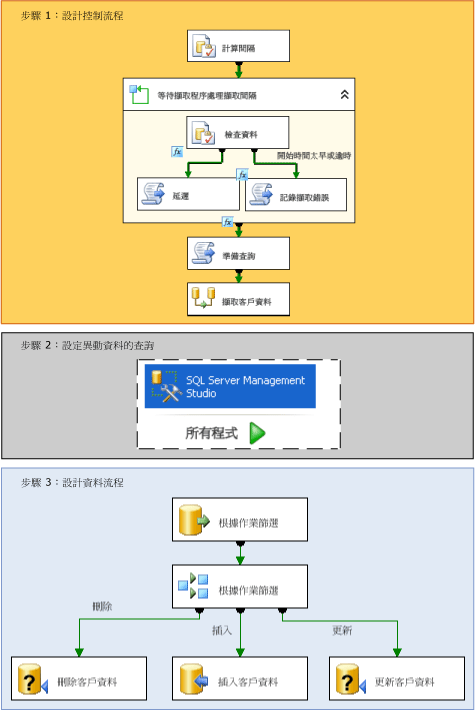 步驟 1：設計控制流程
計算間隔
等待擷取程序處理擷取間隔
檢查資料
開始時間太早或逾時
延遲
記錄擷取錯誤
準備查詢
擷取客戶資料
步驟 2：設定異動資料的查詢
SQL Server Management
Studio
所有程式
步驟 3：設計資料流程
根據作業篩選
根據作業篩選
刪除
插入
更新
刪除客戶資料
插入客戶資料
更新客戶資料